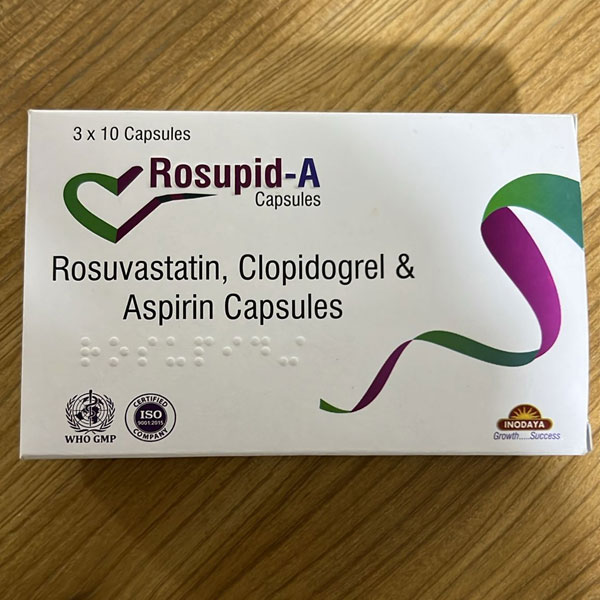 3 x 10 Capsules
Rosupid-A
Capsules
Rosuvastatin, Clopidogrel &
Aspirin Capsules
WHO GMP
CERTIFIED
ISO
9001:2015
COMPANY
INODAYA
Growth.....Success